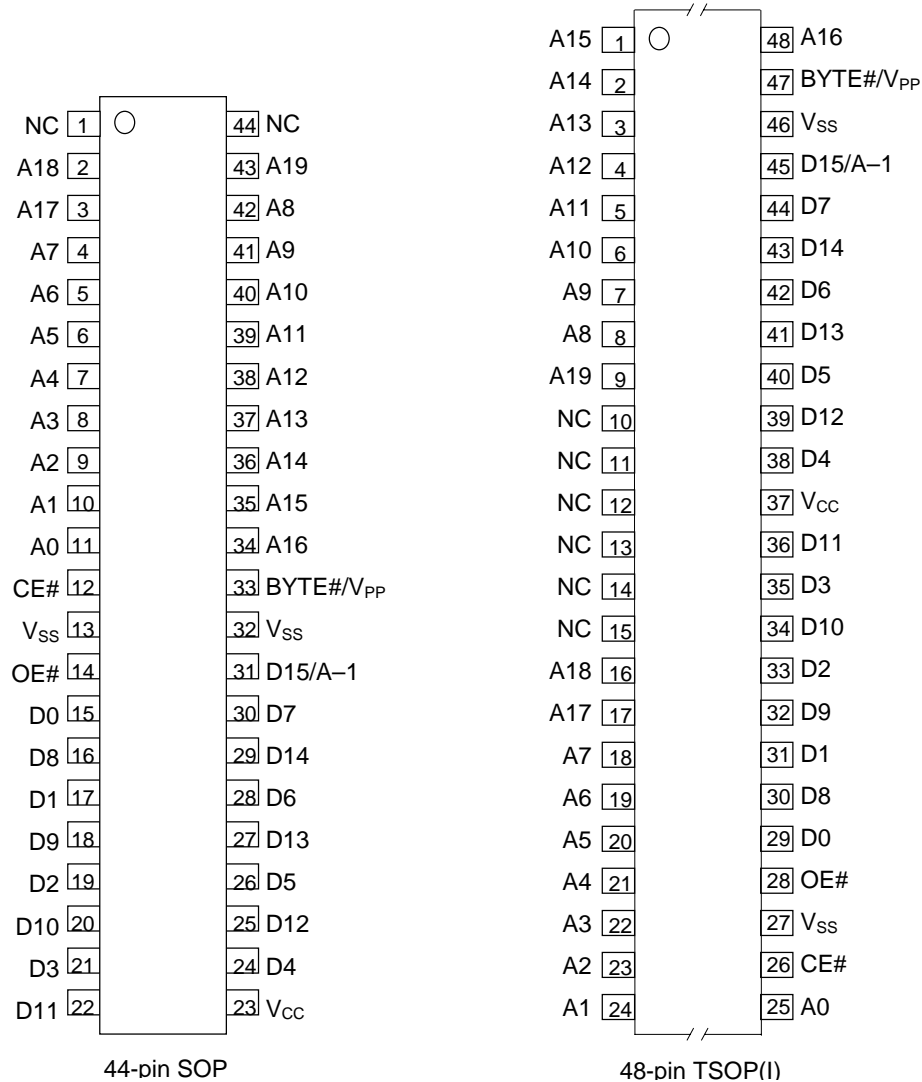 NC 1 44 NC
A18 2 43 A19
A17 3 42 A8
A7 4 41 A9
A6 5 40 A10
A5 6 39 A11
A4 7 38 A12
A3 8 37 A13
A2 9 36 A14
A1 10 35 A15
A0 11 34 A16
CE# 12 33 BYTE#/VPP
VSS 13 32 VSS
OE# 14 31 D15/A–1
D0 15 30 D7
D8 16 29 D14
D1 17 28 D6
D9 18 27 D13
D2 19 26 D5
D10 20 25 D12
D3 21 24 D4
D11 22 23 VCC
44-pin SOP
A15 1 48 A16
A14 2 47 BYTE#/VPP
A13 3 46 VSS
A12 4 45 D15/A–1
A11 5 44 D7
A10 6 43 D14
A9 7 42 D6
A8 8 41 D13
A19 9 40 D5
NC 10 39 D12
NC 11 38 D4
NC 12 37 VCC
NC 13 36 D11
NC 14 35 D3
NC 15 34 D10
A18 16 33 D2
A17 17 32 D9
A7 18 31 D1
A6 19 30 D8
A5 20 29 D0
A4 21 28 OE#
A3 22 27 VSS
A2 23 26 CE#
A1 24 25 A0
48-pin TSOP(I)